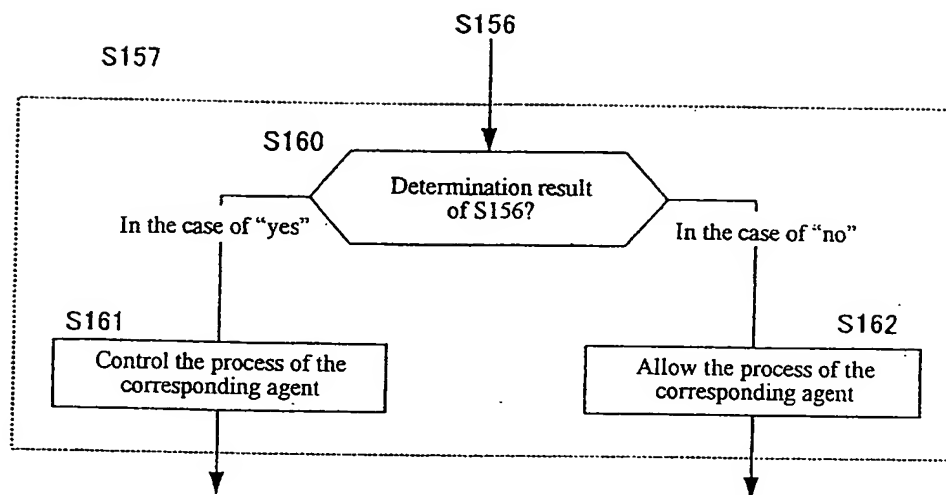 S156
S157
S160
Determination result
of S156?
In the case of “yes”
In the case of “no”
S161
S162
Control the process of the
corresponding agent
Allow the process of the
corresponding agent